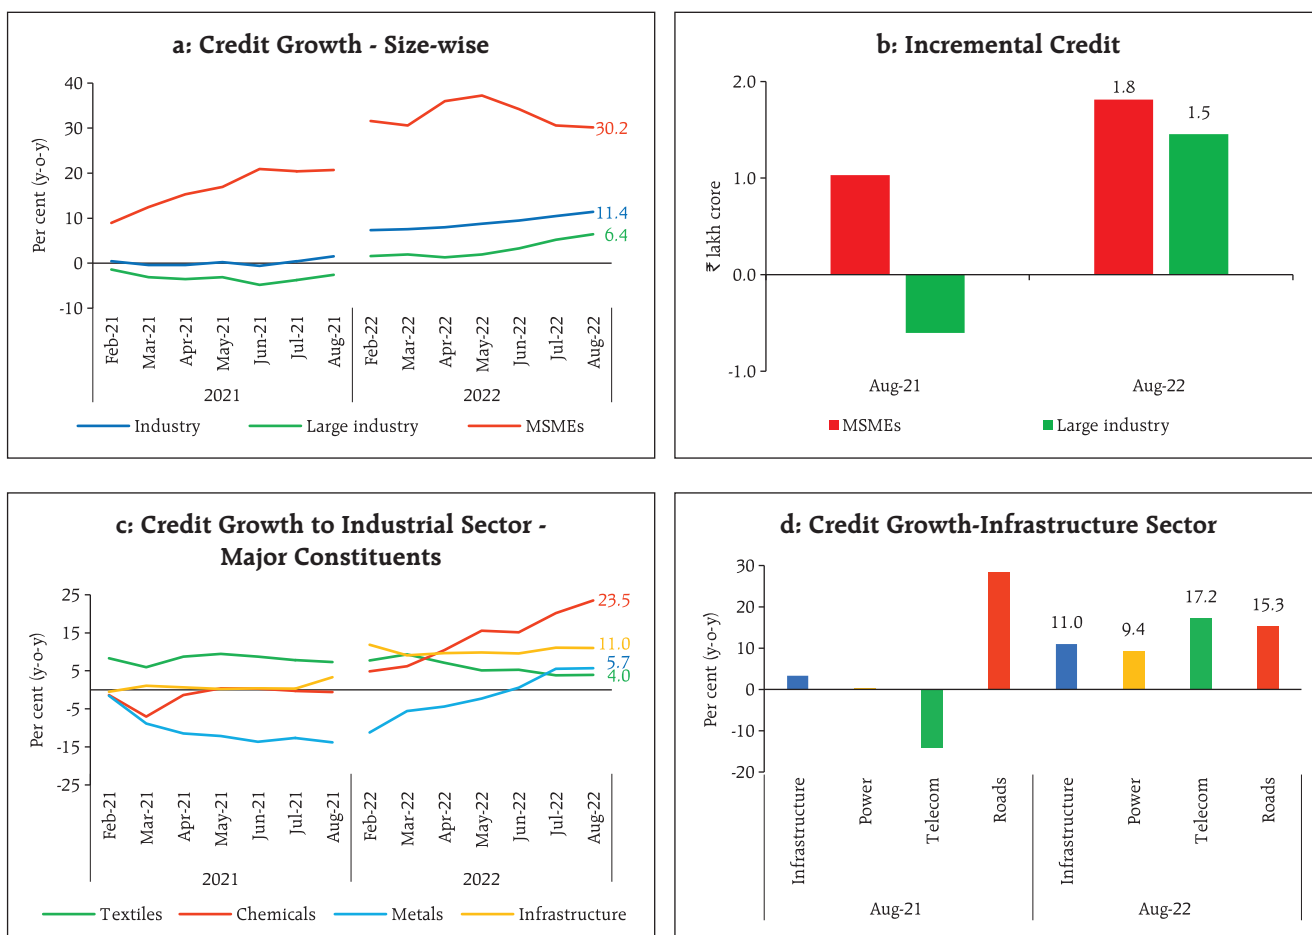 a: Credit Growth - Size-wise
Per cent (y-o-y)
40
30
20
10
0
-10
30.2
11.4
6.4
Feb-21
Mar-21
Apr-21
May-21
Jun-21
Jul-21
Aug-21
Feb-22
Mar-22
Apr-22
May-22
Jun-22
Jul-22
Aug-22
2021
2022
Industry
Large industry
MSMEs
b: Incremental Credit
₹ lakh crore
2.0
1.0
0.0
-1.0
1.8
1.5
Aug-21
Aug-22
MSMEs
Large industry
c: Credit Growth to Industrial Sector -
Major Constituents
Per cent (y-o-y)
25
15
5
-5
-15
-25
23.5
11.0
5.7
4.0
Feb-21
Mar-21
Apr-21
May-21
Jun-21
Jul-21
Aug-21
Feb-22
Mar-22
Apr-22
May-22
Jun-22
Jul-22
Aug-22
2021
2022
Textiles
Chemicals
Metals
Infrastructure
d: Credit Growth-Infrastructure Sector
Per cent (y-o-y)
30
20
10
0
-10
-20
11.0
9.4
17.2
15.3
Infrastructure
Power
Telecom
Roads
Infrastructure
Power
Telecom
Roads
Aug-21
Aug-22